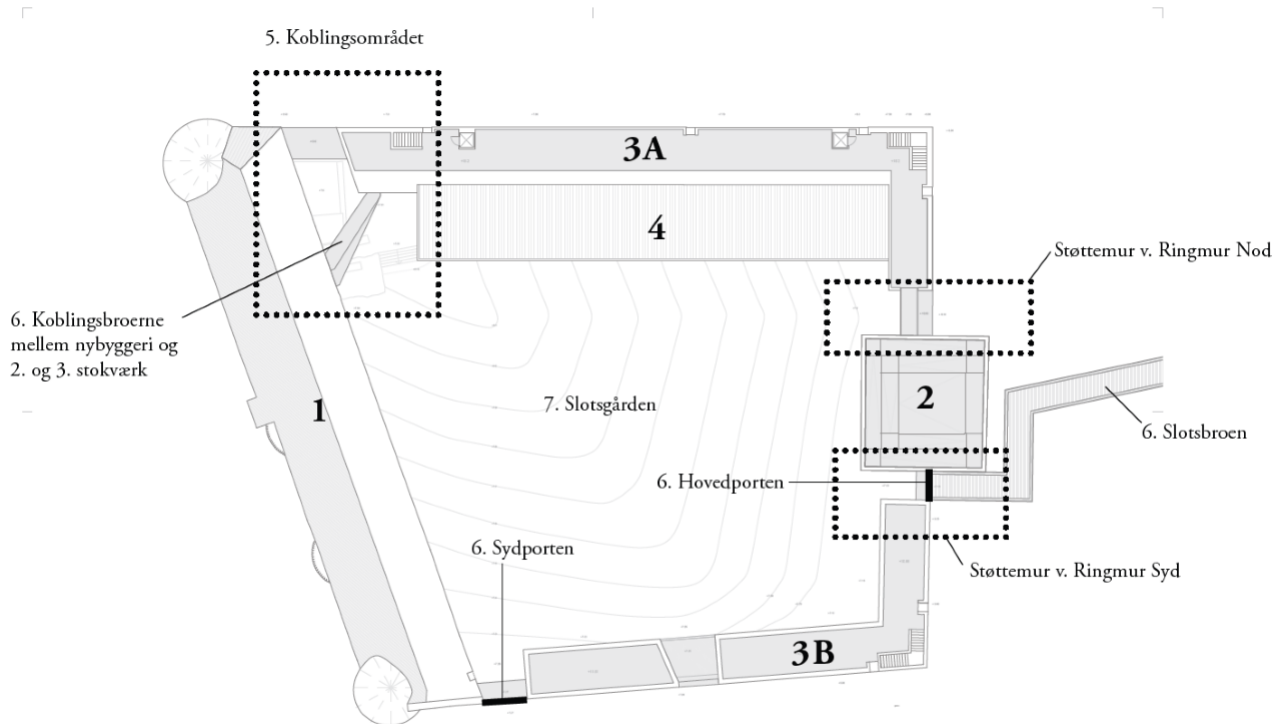 5. Koblingsområdet
3A
4
Støttemur v. Ringmur Nod
6. Koblingsbroerne
mellem nybyggeri og
2. og 3. stokværk
1
7. Slotsgården
2
6. Slotsbroen
6. Hovedporten
6. Sydporten
Støttemur v. Ringmur Syd
3B